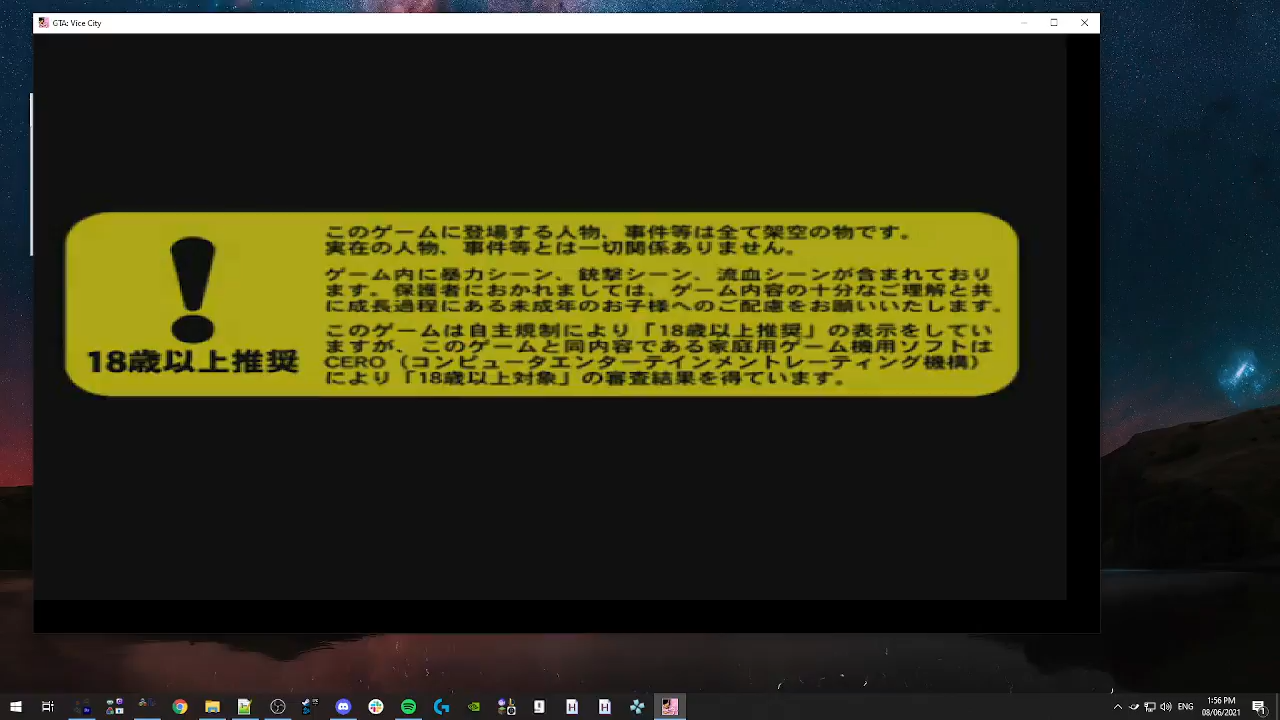 GTA: Vice City
このゲームに登場する人物、事件等は全て架空の物です。
実在の人物、事件等とは一切関係ありません。
ゲーム内に暴力シーン、銃撃シーン、流血シーンが含まれており
ます。保護者におかれましては、ゲーム内容の十分なご理解と共
に成長過程にある未成年のお子様へのご配慮をお願いいたします。
このゲームは自主規制により「18歳以上推奨」の表示をしてい
ますが、このゲームと同内容である家庭用ゲーム機用ソフトは
CERO（コンピュータエンターテインメントレーティング機構）
により「18歳以上対象」の審査結果を得ています。
18歳以上推奨
ENG
1:56 PM
08/06/2021